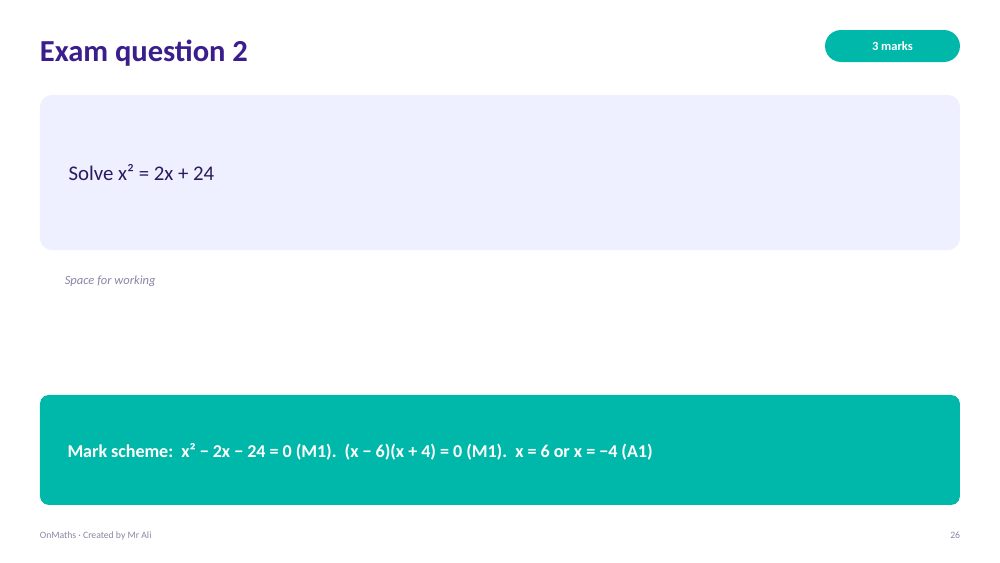 Exam question 2
3 marks
Solve x² = 2x + 24
Space for working
Mark scheme:  x² − 2x − 24 = 0 (M1).  (x − 6)(x + 4) = 0 (M1).  x = 6 or x = −4 (A1)
OnMaths · Created by Mr Ali
26